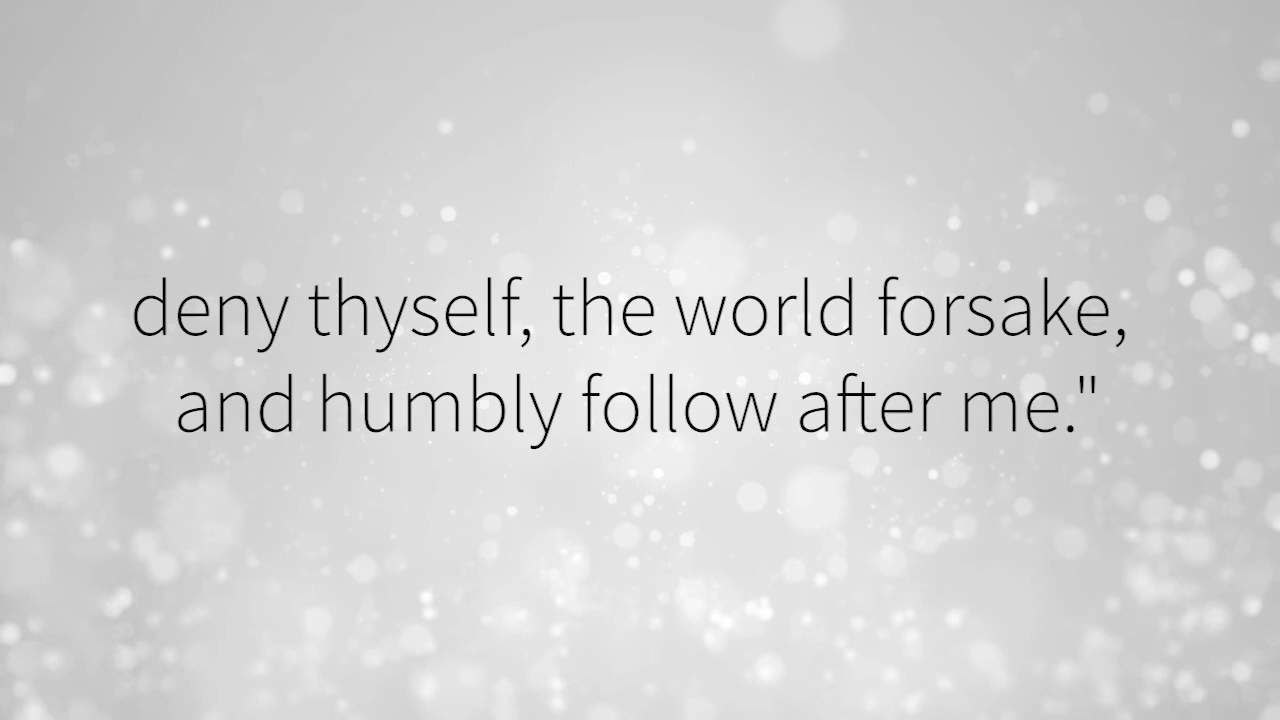 deny thyself, the world forsake,
and humbly follow after me."